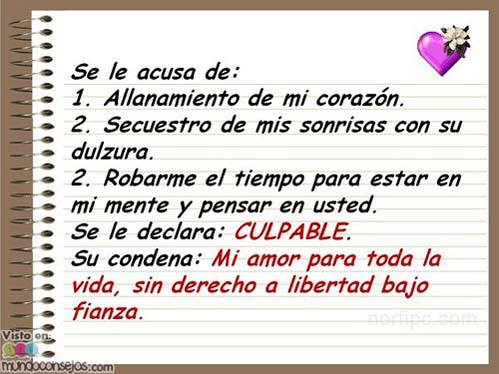 Se le acusa de:
1. Allanamiento de mi corazón.
2. Secuestro de mis sonrisas con su
dulzura.
2. Robarme el tiempo para estar en
mi mente y pensar en usted.
Se le declara: CULPABLE.
Su condena: Mi amor para toda la
vida, sin derecho a libertad bajo
fianza.
norfipc.com
Visto en:
mundoconsejos.com